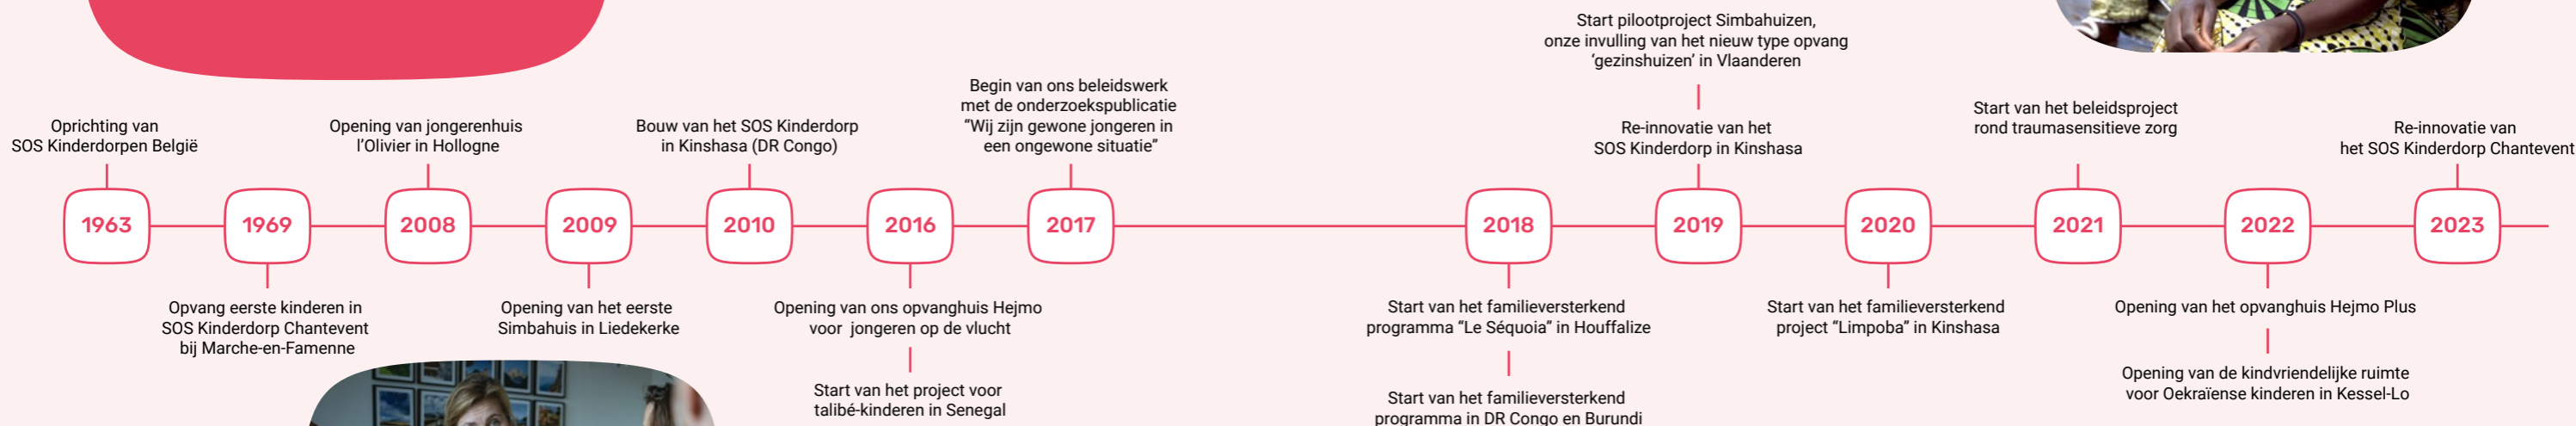 Oprichting van
SOS Kinderdorpen België
1963
1969
Opvang eerste kinderen in
SOS Kinderdorp Chantevent
bij Marche-en-Famenne
Opening van jongerenhuis
l’Olivier in Hollogne
2008
2009
Opening van het eerste
Simbahuis in Liedekerke
Bouw van het SOS Kinderdorp
in Kinshasa (DR Congo)
2010
2016
Opening van ons opvanghuis Hejmo
voor jongeren op de vlucht
Start van het project voor
talibé-kinderen in Senegal
Begin van ons beleidswerk
met de onderzoekspublicatie
“Wij zijn gewone jongeren in
een ongewone situatie”
2017
2018
Start van het familieversterkend
programma “Le Séquoia” in Houffalize
Start van het familieversterkend
programma in DR Congo en Burundi
Start pilootproject Simbahuizen,
onze invulling van het nieuw type opvang
‘gezinshuizen’ in Vlaanderen
Re-innovatie van het
SOS Kinderdorp in Kinshasa
2019
2020
Start van het familieversterkend
project “Limpoba” in Kinshasa
Start van het beleidsproject
rond traumasensitieve zorg
2021
2022
Opening van het opvanghuis Hejmo Plus
Opening van de kindvriendelijke ruimte
voor Oekraïense kinderen in Kessel-Lo
Re-innovatie van
het SOS Kinderdorp Chantevent
2023